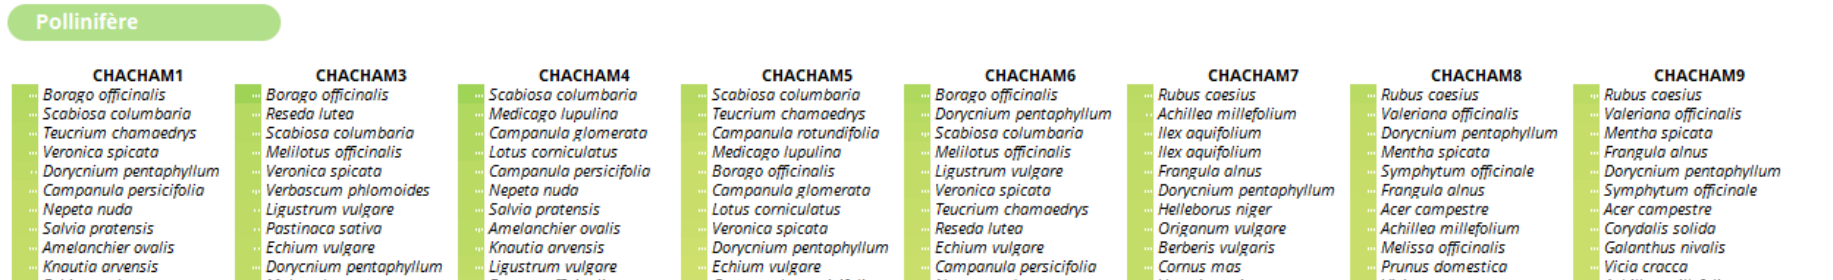 Pollinifère
CHACHAM1 CHACHAM3 CHACHAM4 CHACHAM5 CHACHAM6 CHACHAM7 CHACHAM8 CHACHAM9
Borago officinalis Borago officinalis Scabiosa columbaria Scabiosa columbaria Borago officinalis Rubus caesius Rubus caesius Rubus caesius
Scabiosa columbaria Reseda lutea Medicago lupulina Teucrium chamaedrys Dorycnium pentaphyllum Achillea millefolium Valeriana officinalis Valeriana officinalis
Teucrium chamaedrys Scabiosa columbaria Campanula glomerata Campanula rotundifolia Scabiosa columbaria Ilex aquifolium Dorycnium pentaphyllum Mentha spicata
Veronica spicata Melilotus officinalis Lotus corniculatus Medicago lupulina Melilotus officinalis Ilex aquifolium Mentha spicata Frangula alnus
Dorycnium pentaphyllum Veronica spicata Campanula persicifolia Borago officinalis Ligustrum vulgare Frangula alnus Symphytum officinale Dorycnium pentaphyllum
Campanula persicifolia Verbascum phlomoides Nepeta nuda Campanula glomerata Veronica spicata Dorycnium pentaphyllum Frangula alnus Symphytum officinale
Nepeta nuda Ligustrum vulgare Salvia pratensis Lotus corniculatus Teucrium chamaedrys Helleborus niger Acer campestre Acer campestre
Salvia pratensis Pastinaca sativa Amelanchier ovalis Veronica spicata Reseda lutea Origanum vulgare Achillea millefolium Corydalis solida
Amelanchier ovalis Echium vulgare Knautia arvensis Dorycnium pentaphyllum Echium vulgare Berberis vulgaris Melissa officinalis Galanthus nivalis
Knautia arvensis Dorycnium pentaphyllum Ligustrum vulgare Echium vulgare Campanula persicifolia Cornus mas Prunus domestica Vicia cracca